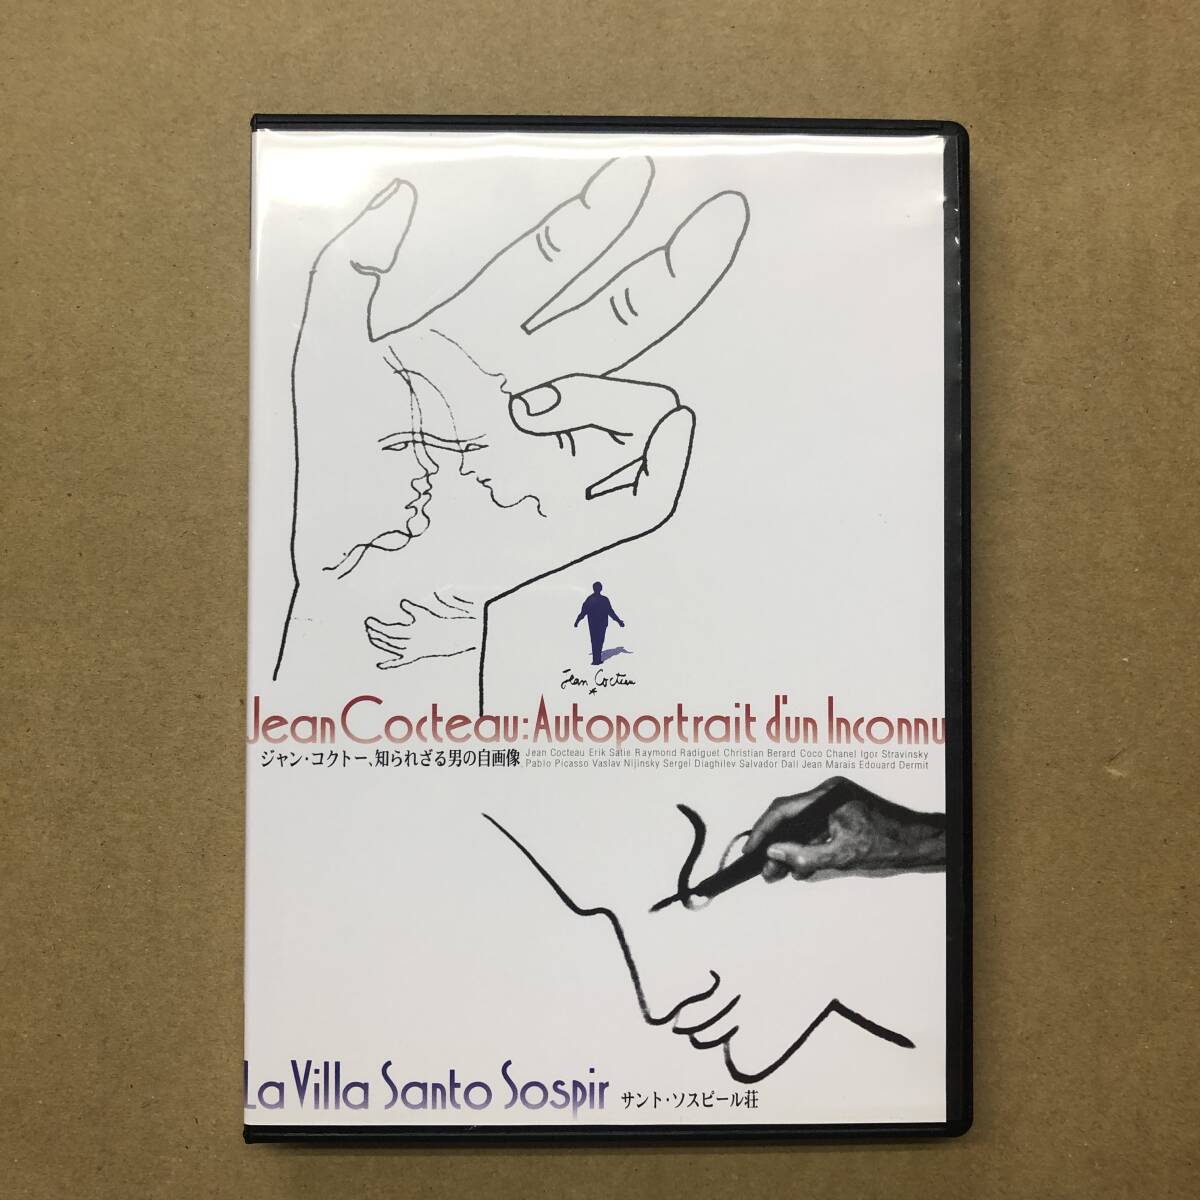 Jean Cocteau
Jean Cocteau: Autoportrait d'un Inconnu
ジャン・コクトー、知られざる男の自画像
Jean Cocteau Erik Satie Raymond Radiguet Christian Berard Coco Chanel Igor Stravinsky
Pablo Picasso Vaslav Nijinsky Sergei Diaghilev Salvador Dali Jean Marais Edouard Dermit
La Villa Santo Sospir サント・ソスピール荘